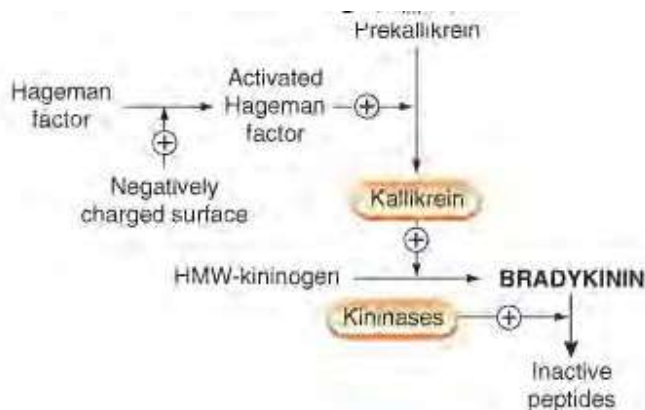 Prekallikrein
Hageman
factor
Activated
Hageman
factor
+
+
Negatively
charged surface
Kallikrein
+
HMW-kininogen
BRADYKININ
Kininases
+
Inactive
peptides